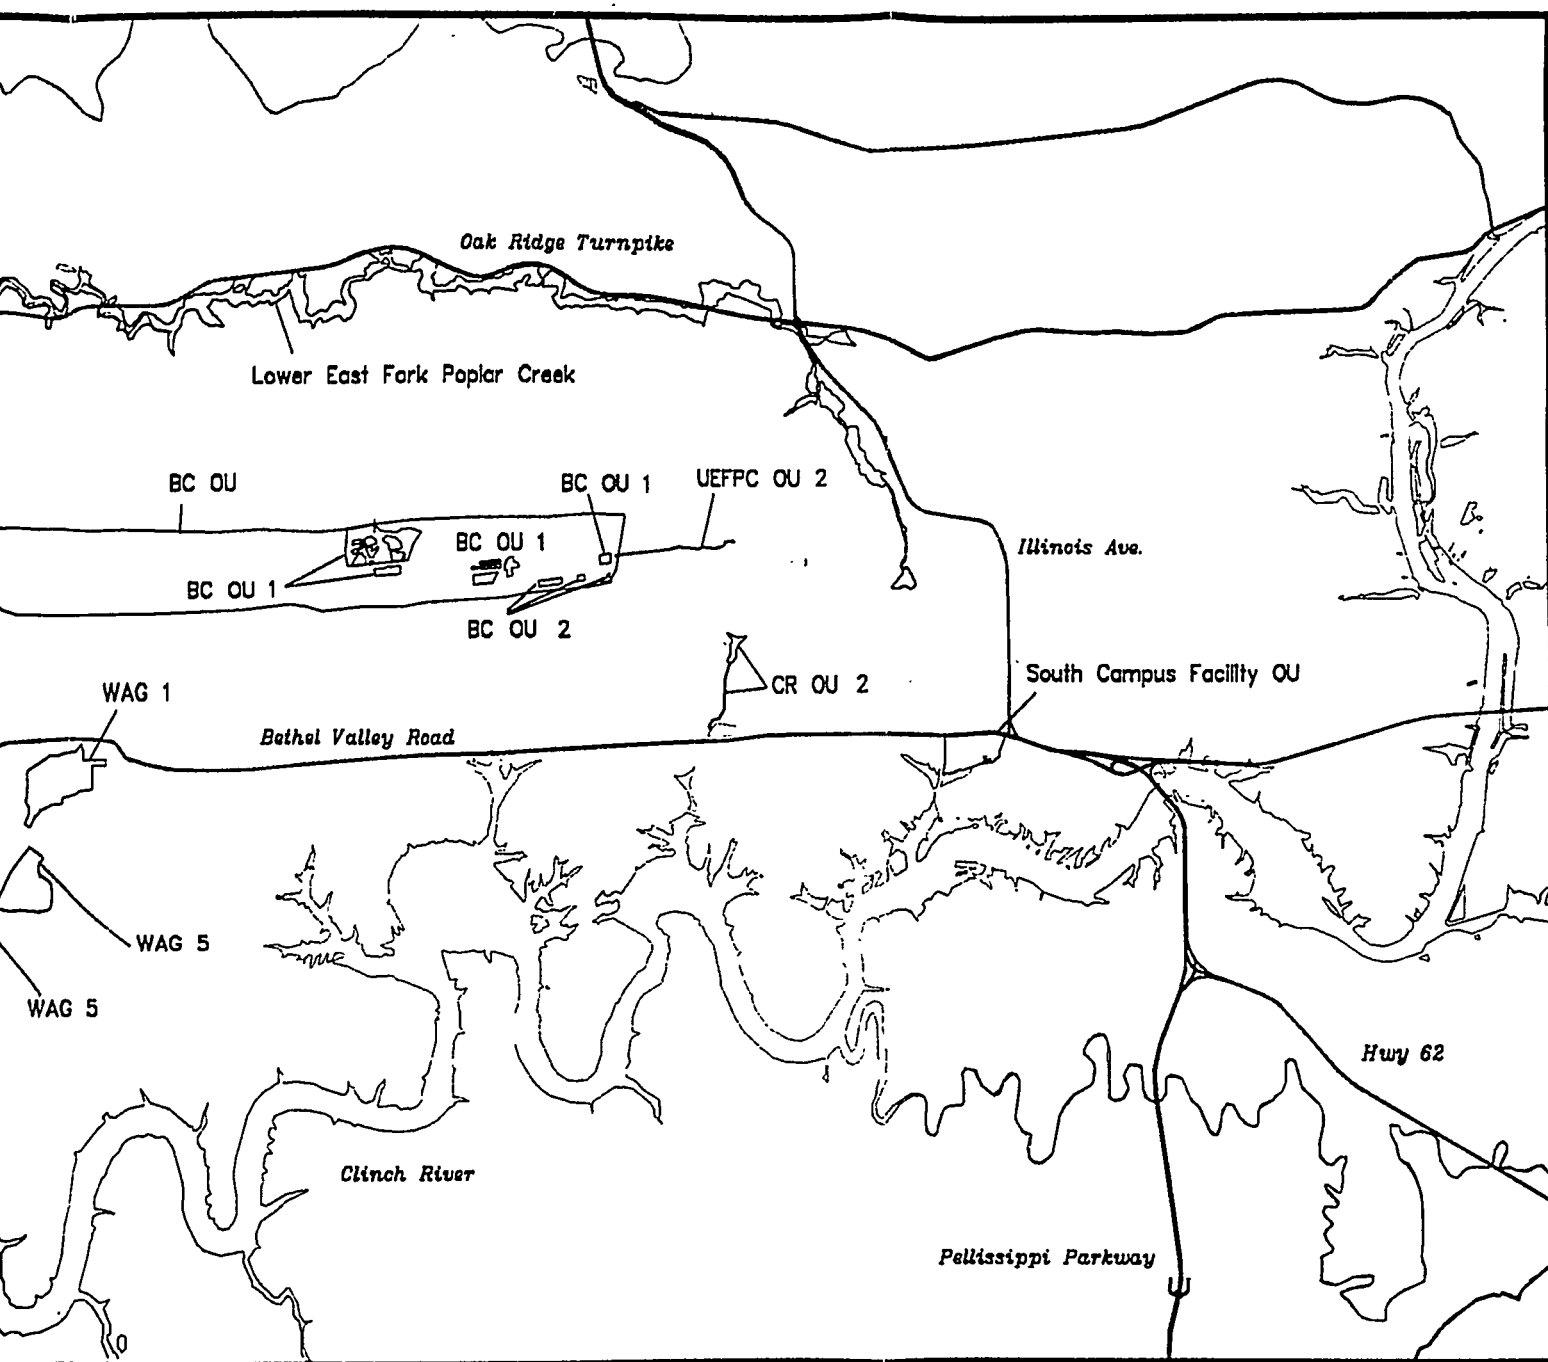 Oak Ridge Turnpike
Lower East Fork Poplar Creek
BC OU
BC OU 1
UEFPC OU 2
BC OU 1
Illinois Ave.
BC OU 1
BC OU 2
South Campus Facility OU
CR OU 2
WAG 1
Bethel Valley Road
WAG 5
WAG 5
Hwy 62
Clinch River
Pellissippi Parkway